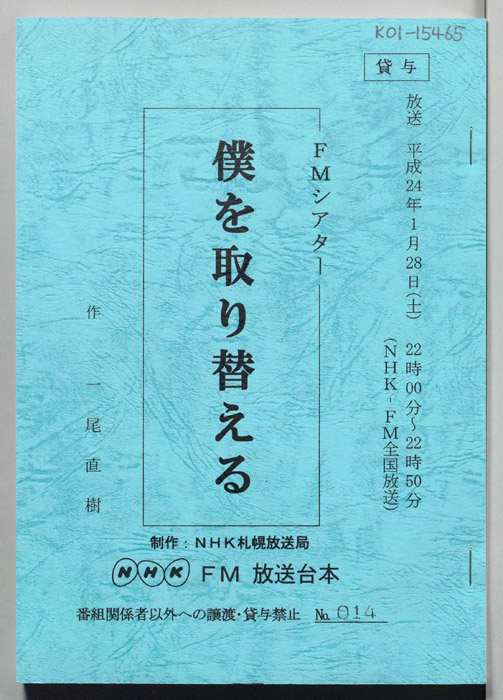 K01-15465
貸与
放送 平成24年1月28日(土) 22時00分~22時50分
(NHK-FM全国放送)
FMシアター
僕を取り替える
作 一尾直樹
制作:NHK札幌放送局
NHK FM 放送台本
番組関係者以外への譲渡・貸与禁止 No.014